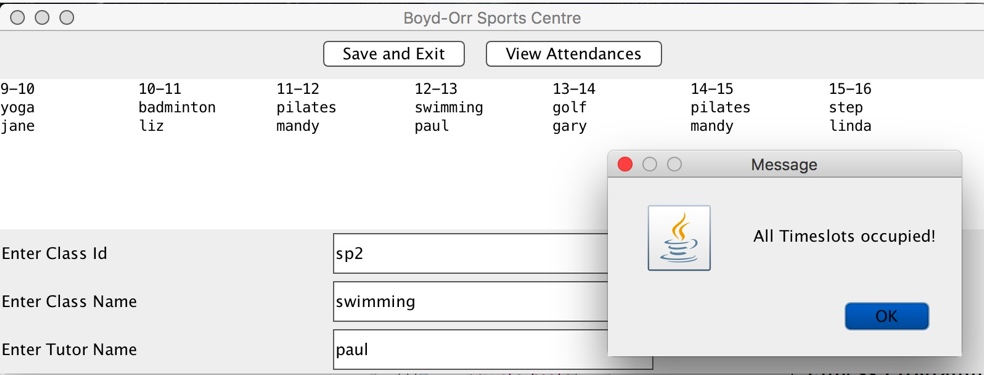 Boyd-Orr Sports Centre
Save and Exit View Attendances
9-10 10-11 11-12 12-13 13-14 14-15 15-16
yoga badminton pilates swimming golf pilates step
jane liz mandy paul gary mandy linda
Message
All Timeslots occupied!
OK
Enter Class Id sp2
Enter Class Name swimming
Enter Tutor Name paul